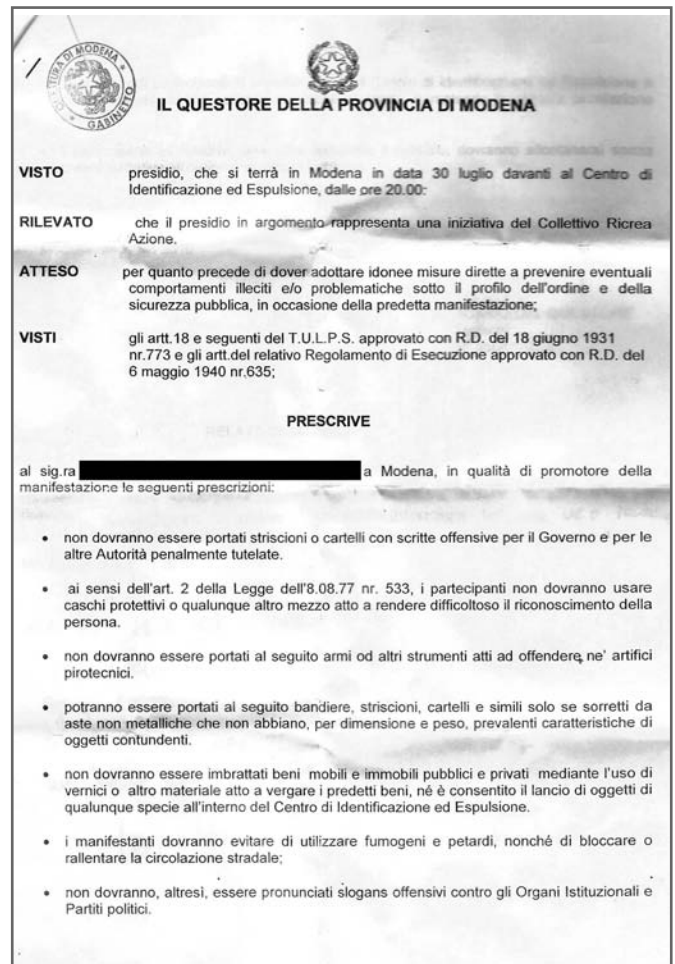 QUESTURA DI MODENA
GABINETTO
IL QUESTORE DELLA PROVINCIA DI MODENA
VISTO presidio, che si terrà in Modena in data 30 luglio davanti al Centro di
Identificazione ed Espulsione, dalle ore 20.00:
RILEVATO che il presidio in argomento rappresenta una iniziativa del Collettivo Ricrea
Azione.
ATTESO per quanto precede di dover adottare idonee misure dirette a prevenire eventuali
comportamenti illeciti e/o problematiche sotto il profilo dell'ordine e della
sicurezza pubblica, in occasione della predetta manifestazione;
VISTI gli artt.18 e seguenti del T.U.L.P.S. approvato con R.D. del 18 giugno 1931
nr.773 e gli artt.del relativo Regolamento di Esecuzione approvato con R.D. del
6 maggio 1940 nr.635;
PRESCRIVE
al sig.ra a Modena, in qualità di promotore della
manifestazione le seguenti prescrizioni:
• non dovranno essere portati striscioni o cartelli con scritte offensive per il Governo e per le
altre Autorità penalmente tutelate.
• ai sensi dell'art. 2 della Legge dell'8.08.77 nr. 533, i partecipanti non dovranno usare
caschi protettivi o qualunque altro mezzo atto a rendere difficoltoso il riconoscimento della
persona.
• non dovranno essere portati al seguito armi od altri strumenti atti ad offendere, ne' artifici
pirotecnici.
• potranno essere portati al seguito bandiere, striscioni, cartelli e simili solo se sorretti da
aste non metalliche che non abbiano, per dimensione e peso, prevalenti caratteristiche di
oggetti contundenti.
• non dovranno essere imbrattati beni mobili e immobili pubblici e privati mediante l'uso di
vernici o altro materiale atto a vergare i predetti beni, né è consentito il lancio di oggetti di
qualunque specie all'interno del Centro di Identificazione ed Espulsione.
• i manifestanti dovranno evitare di utilizzare fumogeni e petardi, nonché di bloccare o
rallentare la circolazione stradale;
• non dovranno, altresì, essere pronunciati slogans offensivi contro gli Organi Istituzionali e
Partiti politici.